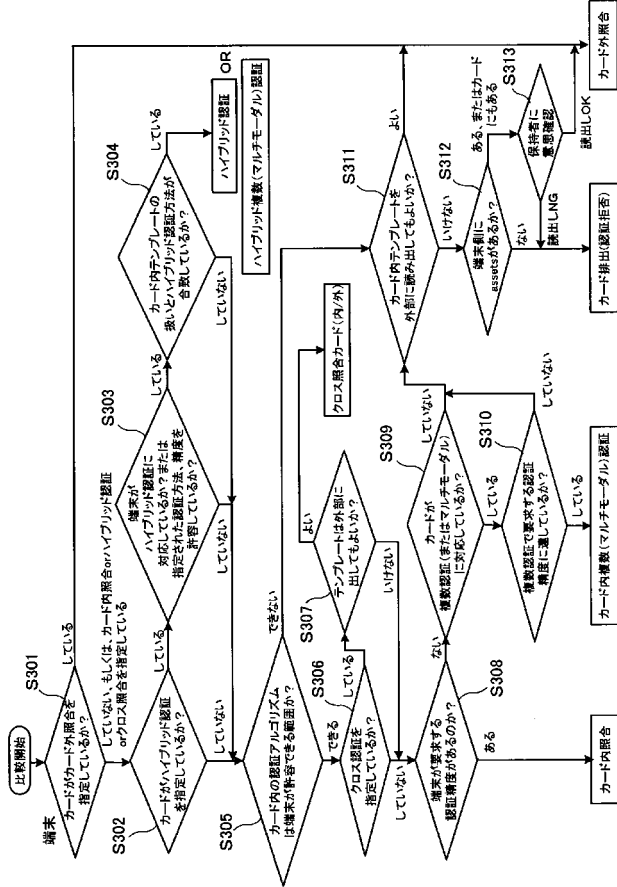 比較開始
端末
S301
カードがカード外照合を
指定しているか？
している
していない、もしくは、カード内照合orハイブリッド認証
orクロス照合を指定している
S302
カードがハイブリッド認証
を指定しているか？
している
していない
S303
端末が
ハイブリッド認証に
対応しているか？または
指定された認証方法、精度を
許容しているか？
している
していない
S304
カード内テンプレートの
扱いとハイブリッド認証方法が
合致しているか？
している
していない
ハイブリッド認証
OR
ハイブリッド複数(マルチモーダル)認証
S305
カード内の認証アルゴリズム
は端末が許容できる範囲か？
できない
できる
S306
クロス認証を
指定しているか？
している
していない
S307
テンプレートは外部に
出してもよいか？
よい
いけない
クロス照合カード(内/外)
S308
端末が要求する
認証精度があるのか？
ない
ある
カード内照合
S309
カードが
複数認証(またはマルチモーダル)
に対応しているか？
していない
している
S310
複数認証で要求する認証
精度に達しているか？
していない
している
カード内複数(マルチモーダル)認証
S311
カード内テンプレートを
外部に読み出してもよいか？
よい
いけない
S312
端末側に
assetsがあるか？
ある、またはカード
にもある
ない
S313
保持者に
意思確認
読出しNG
読出しOK
カード排出(認証拒否)
カード外照合